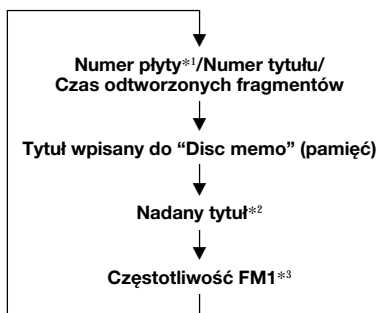 Numer płyty*1/Numer tytułu/
Czas odtworzonych fragmentów
Tytuł wpisany do “Disc memo” (pamięć)
Nadany tytuł*2
Częstotliwość FM1*3